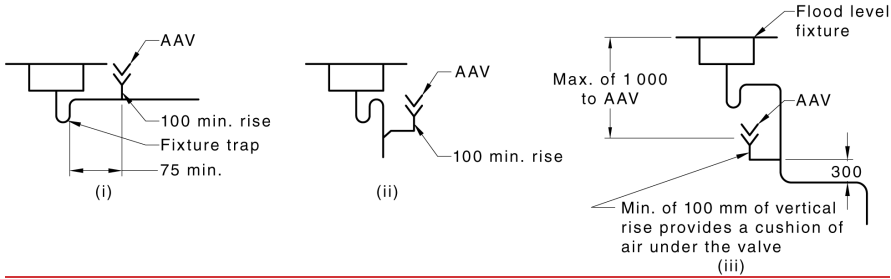 AAV
100 min. rise
Fixture trap
75 min.
(i)
AAV
100 min. rise
(ii)
Flood level
fixture
Max. of 1 000
to AAV
AAV
300
Min. of 100 mm of vertical
rise provides a cushion of
air under the valve
(iii)